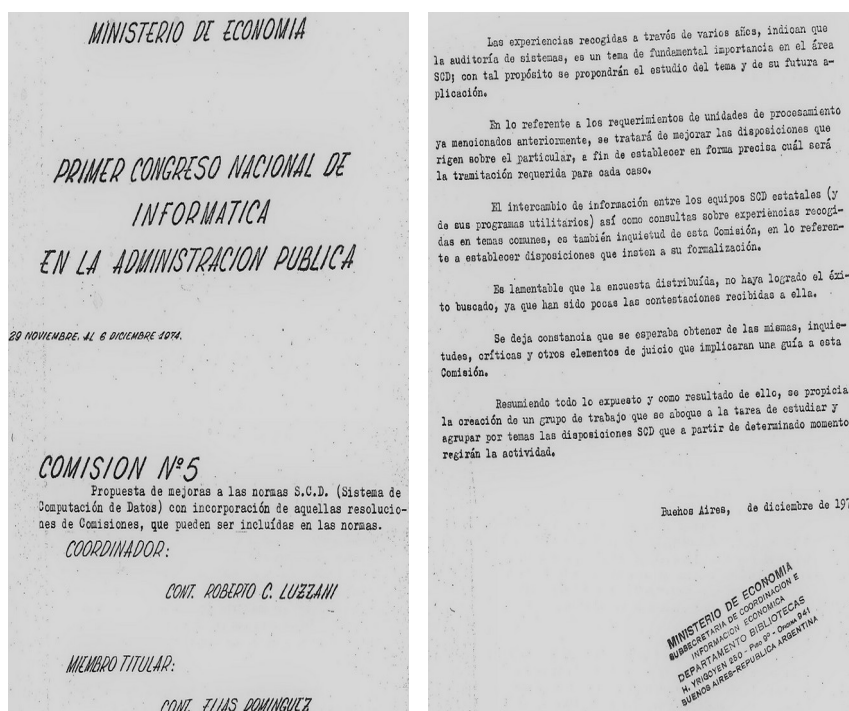 MINISTERIO DE ECONOMIA
PRIMER CONGRESO NACIONAL DE
INFORMATICA
EN LA ADMINISTRACION PUBLICA
29 NOVIEMBRE, AL 6 DICIEMBRE 1974.
COMISION Nº5
Propuesta de mejoras a las normas S.C.D. (Sistema de
Computación de Datos) con incorporación de aquellas resolucio-
nes de Comisiones, que pueden ser incluídas en las normas.
COORDINADOR:
CONT. ROBERTO C. LUZZANI
MIEMBRO TITULAR:
CONT. ELIAS DOMINGUEZ
Las experiencias recogidas a través de varios años, indican que
la auditoría de sistemas, es un tema de fundamental importancia en el área
SCD; con tal propósito se propondrán el estudio del tema y de su futura a-
plicación.
En lo referente a los requerimientos de unidades de procesamiento
ya mencionados anteriormente, se tratará de mejorar las disposiciones que
rigen sobre el particular, a fin de establecer en forma precisa cuál será
la tramitación requerida para cada caso.
El intercambio de información entre los equipos SCD estatales (y
de sus programas utilitarios) así como consultas sobre experiencias recogi-
das en temas comunes, es también inquietud de esta Comisión, en lo referen-
te a establecer disposiciones que insten a su formalización.
Es lamentable que la encuesta distribuída, no haya logrado el éxi-
to buscado, ya que han sido pocas las contestaciones recibidas a ella.
Se deja constancia que se esperaba obtener de las mismas, inquie-
tudes, críticas y otros elementos de juicio que implicaran una guía a esta
Comisión.
Resumiendo todo lo expuesto y como resultado de ello, se propicia
la creación de un grupo de trabajo que se aboque a la tarea de estudiar y
agrupar por temas las disposiciones SCD que a partir de determinado momento
regirán la actividad.
Buenos Aires, de diciembre de 197
MINISTERIO DE ECONOMIA
SUBSECRETARIA DE COORDINACION E
INFORMACION ECONOMICA
DEPARTAMENTO BIBLIOTECAS
H. YRIGOYEN 250 - Piso 9º - Oficina 941
BUENOS AIRES-REPUBLICA ARGENTINA